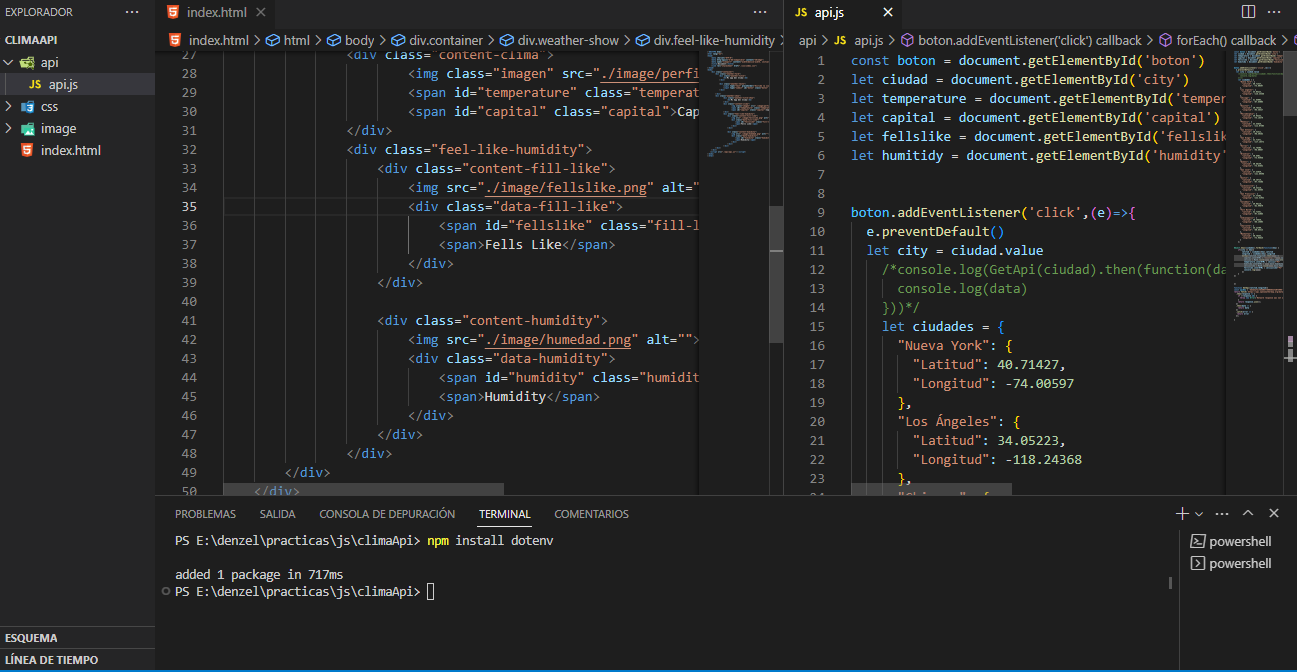 EXPLORADOR ···
CLIMAAPI
api
JS api.js
css
image
index.html
index.html
index.html > html > body > div.container > div.weather-show > div.feel-like-humidity >
27 <div class="content-clima">
28 <img class="imagen" src="./image/perfi
29 <span id="temperature" class="temperat
30 <span id="capital" class="capital">Cap
31 </div>
32 <div class="feel-like-humidity">
33 <div class="content-fill-like">
34 <img src="./image/fellslike.png" alt="
35 <div class="data-fill-like">
36 <span id="fellslike" class="fill-l
37 <span>Fells Like</span>
38 </div>
39 </div>
40
41 <div class="content-humidity">
42 <img src="./image/humedad.png" alt="">
43 <div class="data-humidity">
44 <span id="humidity" class="humidit
45 <span>Humidity</span>
46 </div>
47 </div>
48 </div>
49 </div>
50 </div>
JS api.js
api > JS api.js > boton.addEventListener('click') callback > forEach() callback >
1 const boton = document.getElementById('boton')
2 let ciudad = document.getElementById('city')
3 let temperature = document.getElementById('temper
4 let capital = document.getElementById('capital')
5 let fellslike = document.getElementById('fellslik
6 let humitidy = document.getElementById('humidity'
7
8
9 boton.addEventListener('click',(e)=>{
10 e.preventDefault()
11 let city = ciudad.value
12 /*console.log(GetApi(ciudad).then(function(da
13 console.log(data)
14 }))*/
15 let ciudades = {
16 "Nueva York": {
17 "Latitud": 40.71427,
18 "Longitud": -74.00597
19 },
20 "Los Ángeles": {
21 "Latitud": 34.05223,
22 "Longitud": -118.24368
23 },
PROBLEMAS SALIDA CONSOLA DE DEPURACIÓN TERMINAL COMENTARIOS
PS E:\denzel\practicas\js\climaApi> npm install dotenv
added 1 package in 717ms
PS E:\denzel\practicas\js\climaApi>
powershell
powershell
ESQUEMA
LÍNEA DE TIEMPO